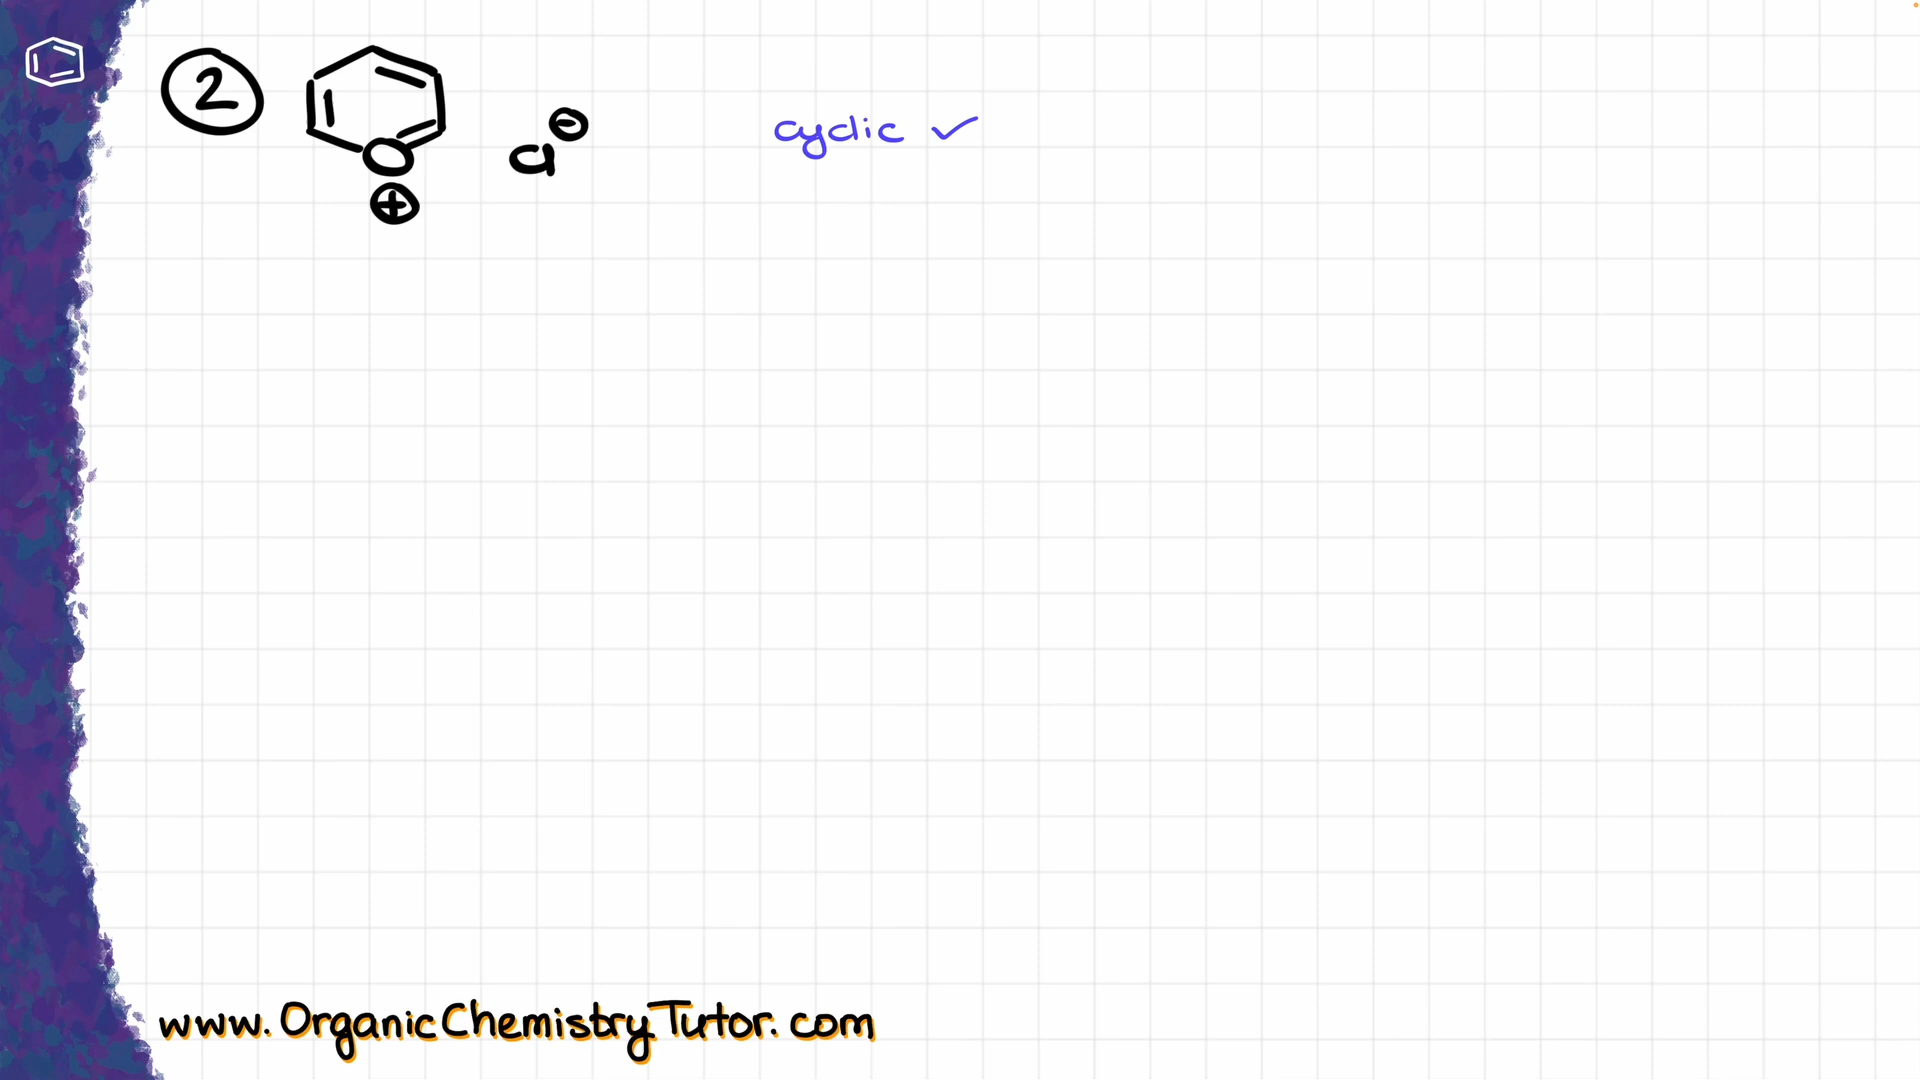 2
O
⊕
Cl ⊖
cyclic ✓
www.OrganicChemistryTutor.com